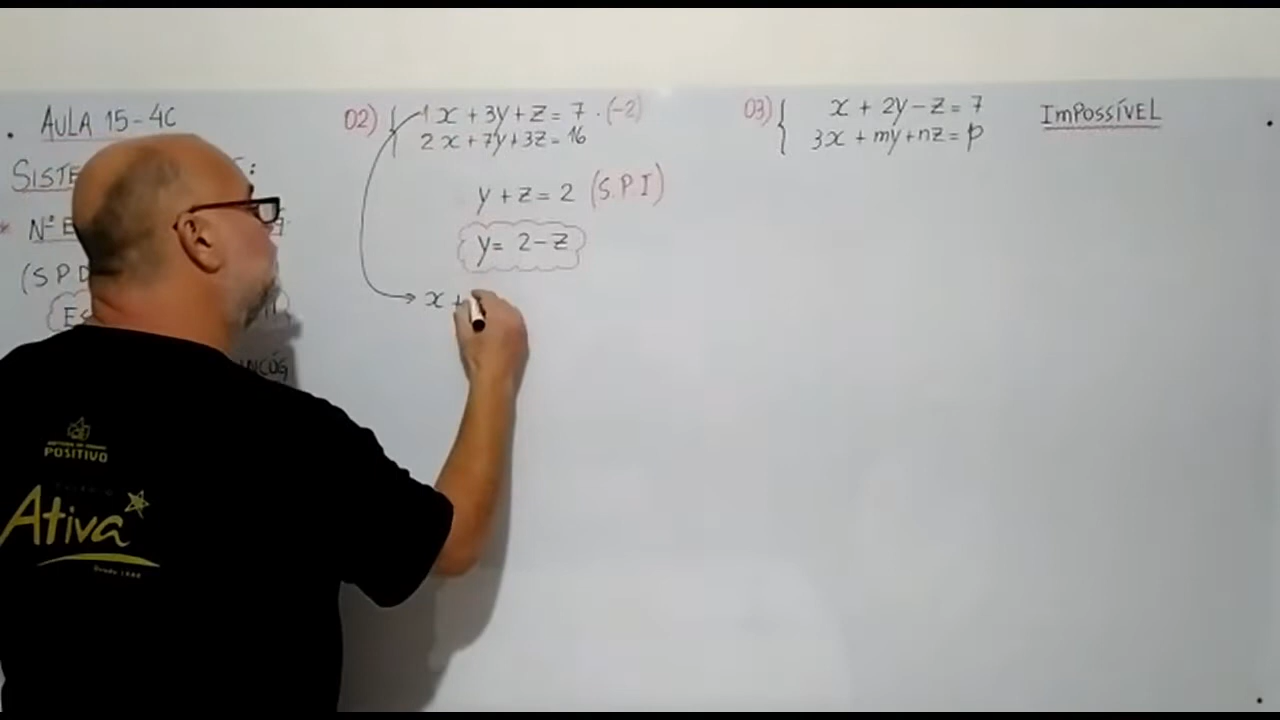 AULA 15-4C
SISTE
Nº E
(S P D
02) 1x + 3y + z = 7 · (-2)
2x + 7y + 3z = 16
y + z = 2 (S.P.I)
y = 2 - z
x +
03) x + 2y - z = 7 ImPOSSÍVEL
3x + my + nz = p
POSITIVO
Ativa